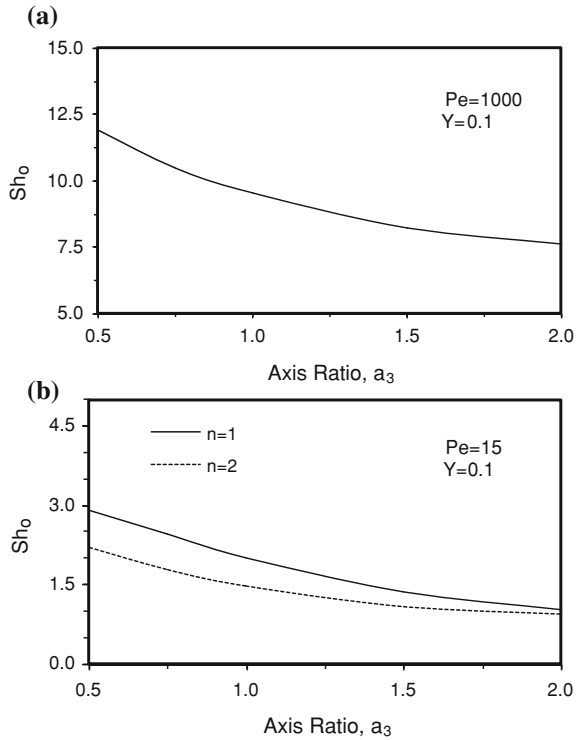 (a)
15.0
12.5
10.0
7.5
5.0
Sh₀
Pe=1000
Y=0.1
0.5 1.0 1.5 2.0
Axis Ratio, a₃
(b)
4.5
3.0
1.5
0.0
Sh₀
n=1
n=2
Pe=15
Y=0.1
0.5 1.0 1.5 2.0
Axis Ratio, a₃